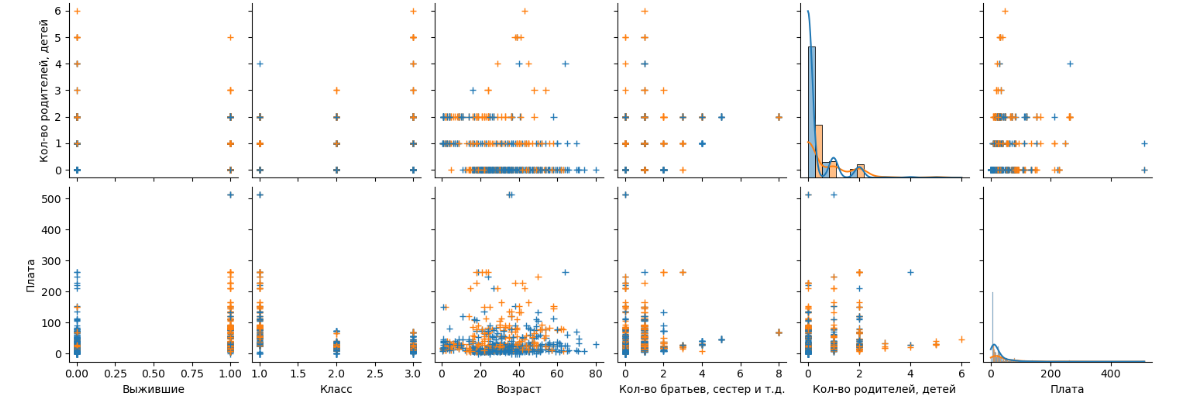 Кол-во родителей, детей
6
5
4
3
2
1
0
Плата
500
400
300
200
100
0
0.00 0.25 0.50 0.75 1.00
Выжившие
1.0 1.5 2.0 2.5 3.0
Класс
0 20 40 60 80
Возраст
0 2 4 6 8
Кол-во братьев, сестер и т.д.
0 2 4 6
Кол-во родителей, детей
0 200 400
Плата